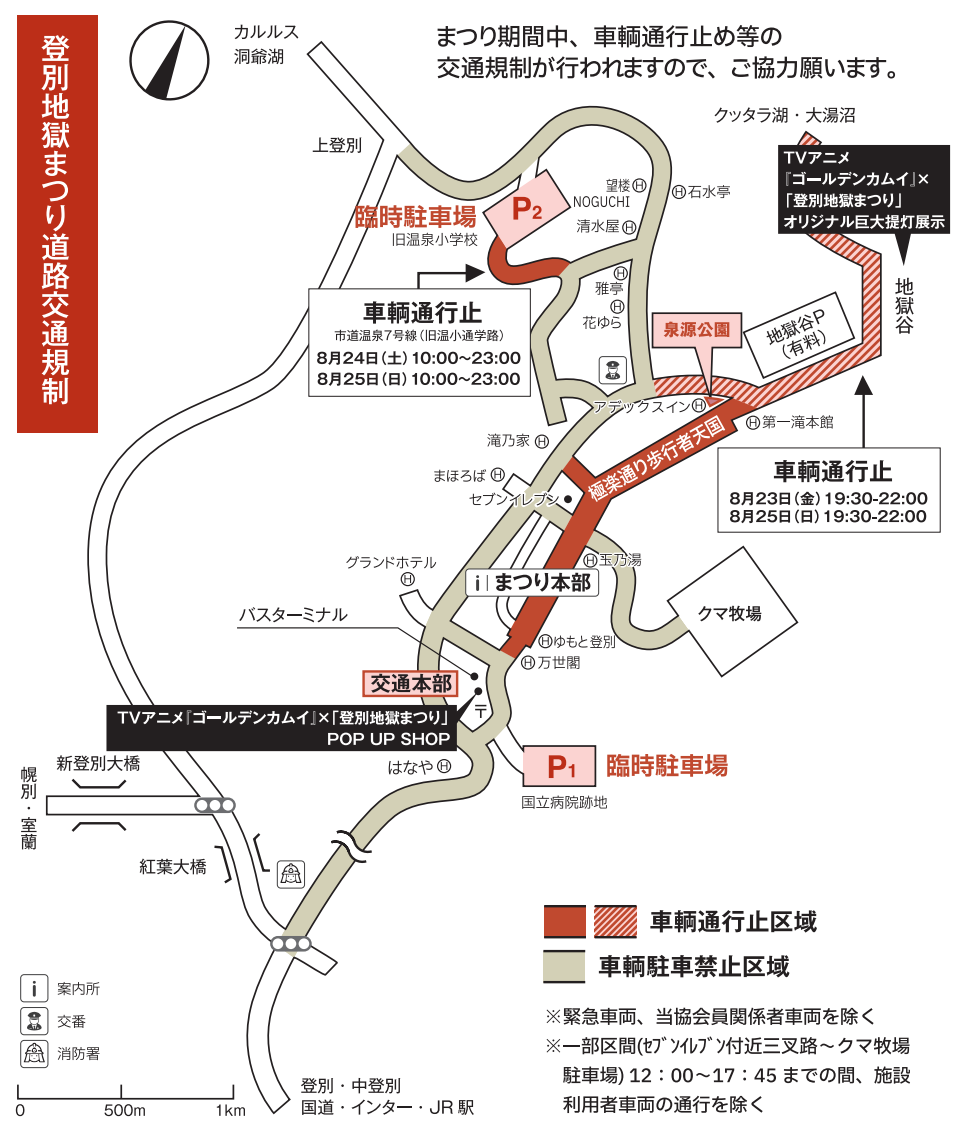 登別地獄まつり道路交通規制
まつり期間中、車輌通行止め等の
交通規制が行われますので、ご協力願います。
カルルス
洞爺湖
上登別
クッタラ湖・大湯沼
TVアニメ
『ゴールデンカムイ』×
「登別地獄まつり」
オリジナル巨大提灯展示
地獄谷
望楼
NOGUCHI
H
石水亭
H
P2
臨時駐車場
旧温泉小学校
清水屋
H
H
雅亭
H
花ゆら
車輌通行止
市道温泉7号線(旧温小通学路)
8月24日(土)10:00〜23:00
8月25日(日)10:00〜23:00
泉源公園
地獄谷P
(有料)
アデックスイン
H
H
第一滝本館
極楽通り歩行者天国
車輌通行止
8月23日(金)19:30-22:00
8月25日(日)19:30-22:00
滝乃家
H
まほろば
H
セブンイレブン
グランドホテル
H
H
玉乃湯
i
まつり本部
クマ牧場
バスターミナル
H
ゆもと登別
H
万世閣
交通本部
〒
TVアニメ『ゴールデンカムイ』×「登別地獄まつり」
POP UP SHOP
はなや
H
P1
臨時駐車場
国立病院跡地
新登別大橋
幌別・室蘭
紅葉大橋
車輌通行止区域
車輌駐車禁止区域
※緊急車両、当協会員関係者車両を除く
※一部区間(ｾﾌﾞﾝｲﾚﾌﾞﾝ付近三叉路〜クマ牧場
駐車場)12：00〜17：45までの間、施設
利用者車両の通行を除く
i
案内所
交番
消防署
0
500m
1km
登別・中登別
国道・インター・JR駅